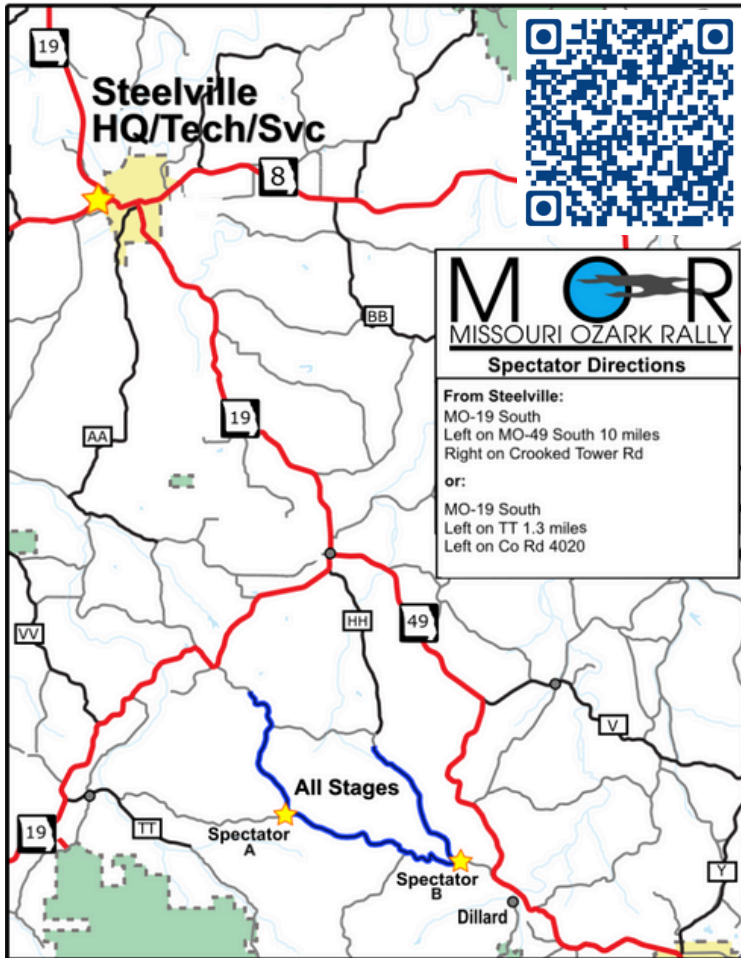 19
Steelville
HQ/Tech/Svc
8
BB
M O R
MISSOURI OZARK RALLY
Spectator Directions
From Steelville:
MO-19 South
Left on MO-49 South 10 miles
Right on Crooked Tower Rd
or:
MO-19 South
Left on TT 1.3 miles
Left on Co Rd 4020
19
AA
VV
HH
49
V
All Stages
19
TT
Spectator
A
Spectator
B
Y
Dillard